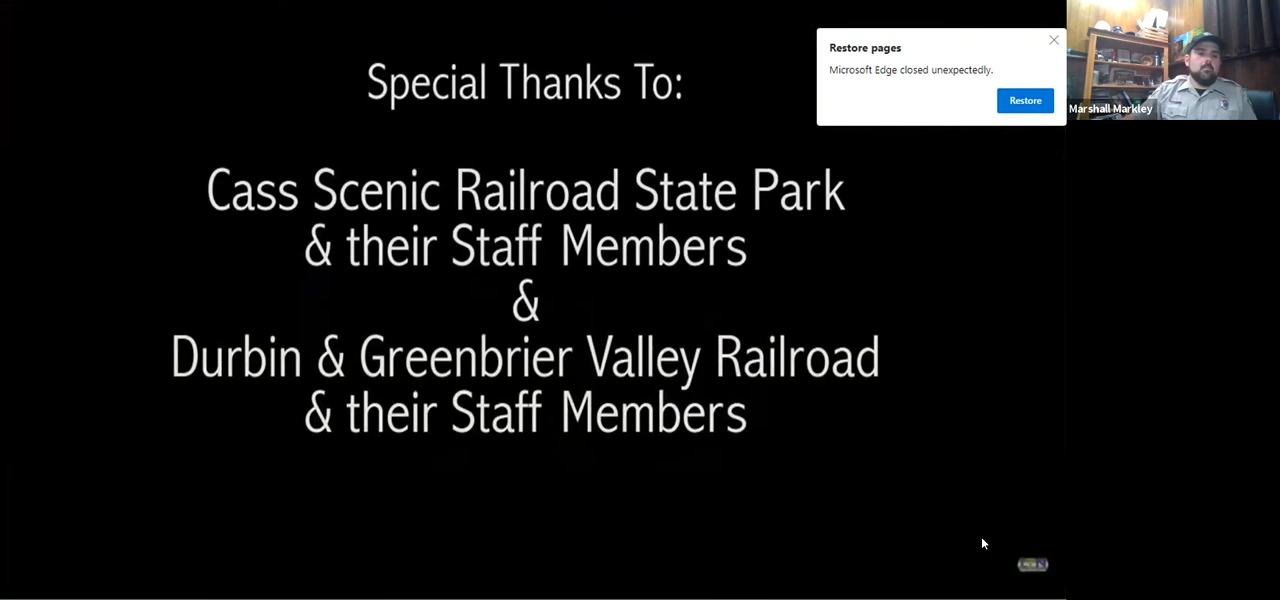 Special Thanks To:
Cass Scenic Railroad State Park
& their Staff Members
&
Durbin & Greenbrier Valley Railroad
& their Staff Members
Restore pages
Microsoft Edge closed unexpectedly.
Restore
Marshall Markley